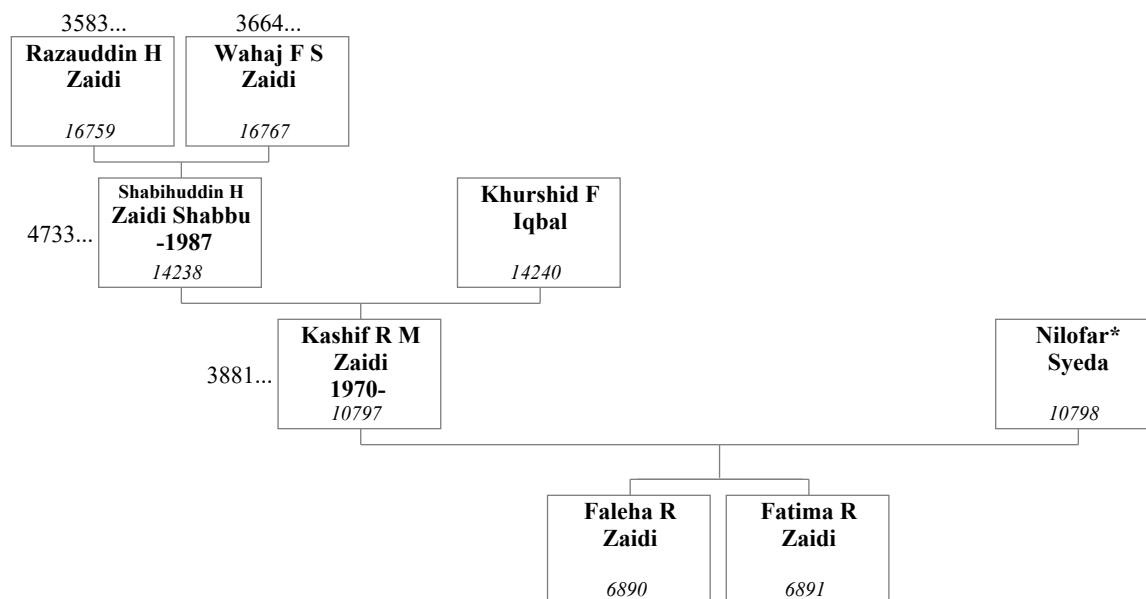 3583...
3664...
Razauddin H
Zaidi
16759
Wahaj F S
Zaidi
16767
4733...
Shabihuddin H
Zaidi Shabbu
-1987
14238
Khurshid F
Iqbal
14240
3881...
Kashif R M
Zaidi
1970-
10797
Nilofar*
Syeda
10798
Faleha R
Zaidi
6890
Fatima R
Zaidi
6891